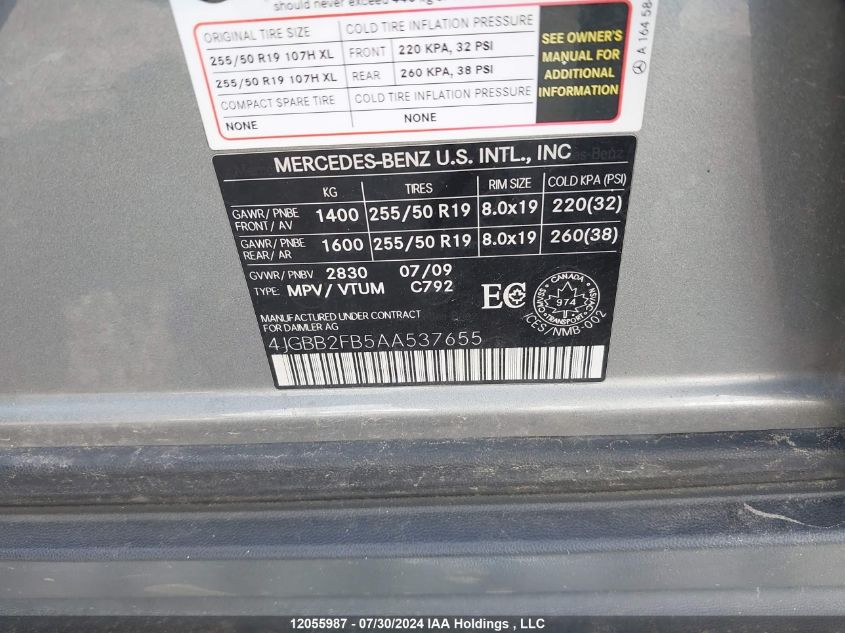 should never exceed
ORIGINAL TIRE SIZE COLD TIRE INFLATION PRESSURE
255/50 R19 107H XL FRONT 220 KPA, 32 PSI
255/50 R19 107H XL REAR 260 KPA, 38 PSI
COMPACT SPARE TIRE COLD TIRE INFLATION PRESSURE
NONE NONE
SEE OWNER'S
MANUAL FOR
ADDITIONAL
INFORMATION
A 164 584
MERCEDES-BENZ U.S. INTL., INC
KG TIRES RIM SIZE COLD KPA (PSI)
GAWR/ PNBE
FRONT/ AV 1400 255/50 R19 8.0x19 220(32)
GAWR/ PNBE
REAR/ AR 1600 255/50 R19 8.0x19 260(38)
GVWR/ PNBV 2830 07/09
TYPE: MPV/ VTUM C792
EC
CANADA
974
TRANSPORT
ICES/NMB-002
MANUFACTURED UNDER CONTRACT
FOR DAIMLER AG
4JGBB2FB5AA537655
12055987 - 07/30/2024 IAA Holdings , LLC